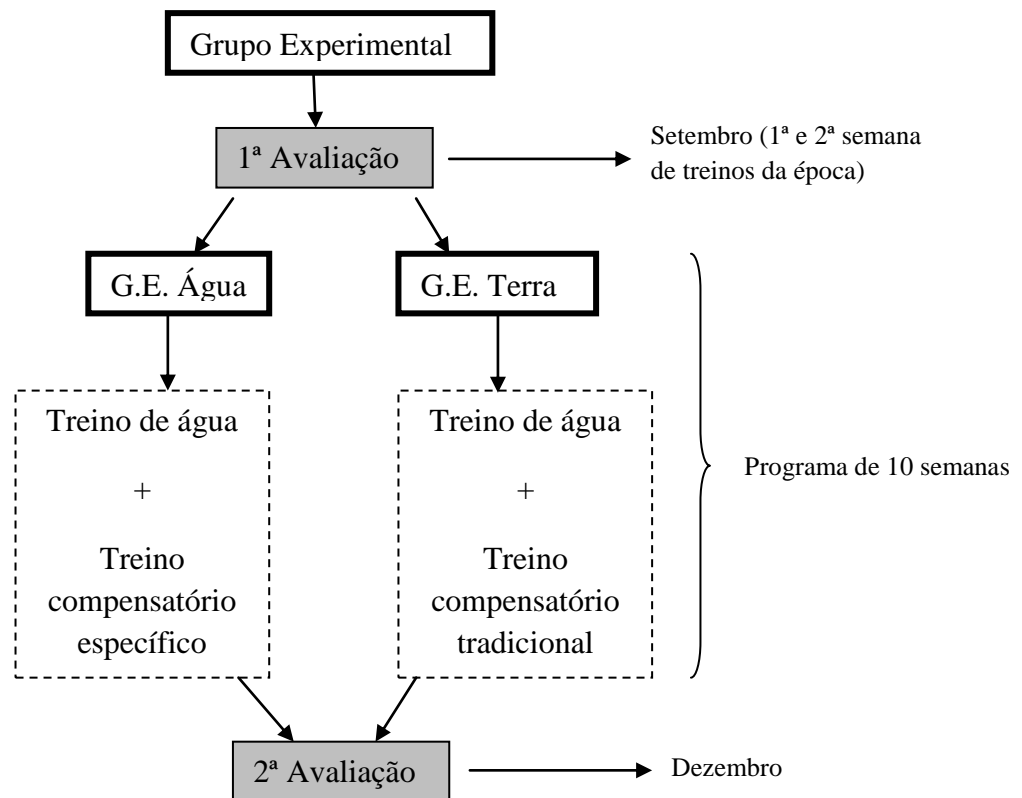 Grupo Experimental
1ª Avaliação
Setembro (1ª e 2ª semana
de treinos da época)
G.E. Água
G.E. Terra
Treino de água
+
Treino
compensatório
específico
Treino de água
+
Treino
compensatório
tradicional
Programa de 10 semanas
2ª Avaliação
Dezembro